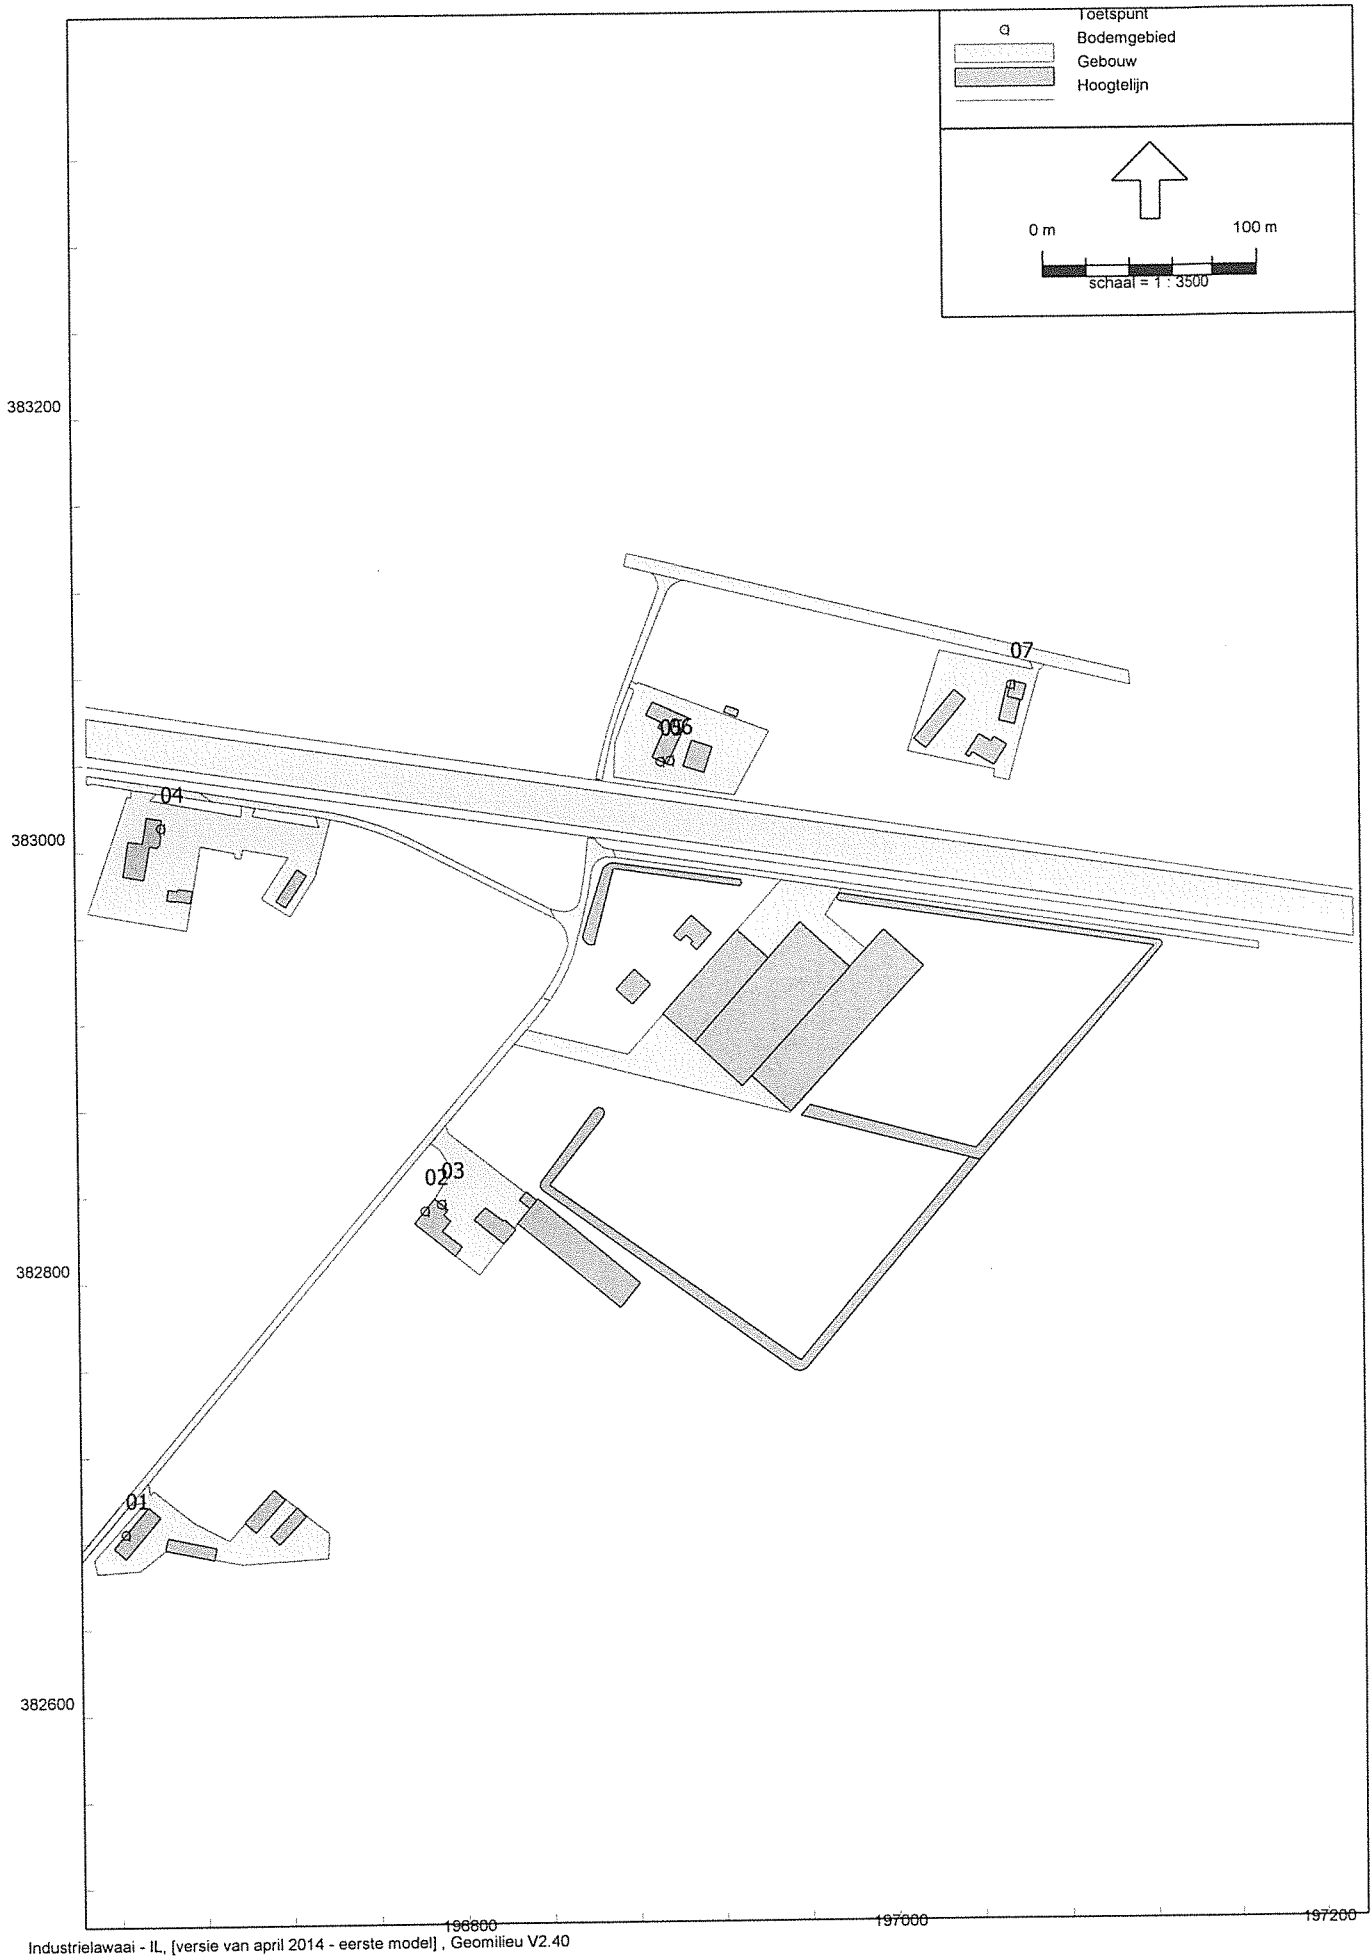 Toetspunt
Bodemgebied
Gebouw
Hoogtelijn
0 m 100 m
schaal = 1 : 3500
383200
07
06
04
383000
02 03
382800
01
382600
196800 197000 197200
Industrielawaai - IL, [versie van april 2014 - eerste model] , Geomilieu V2.40